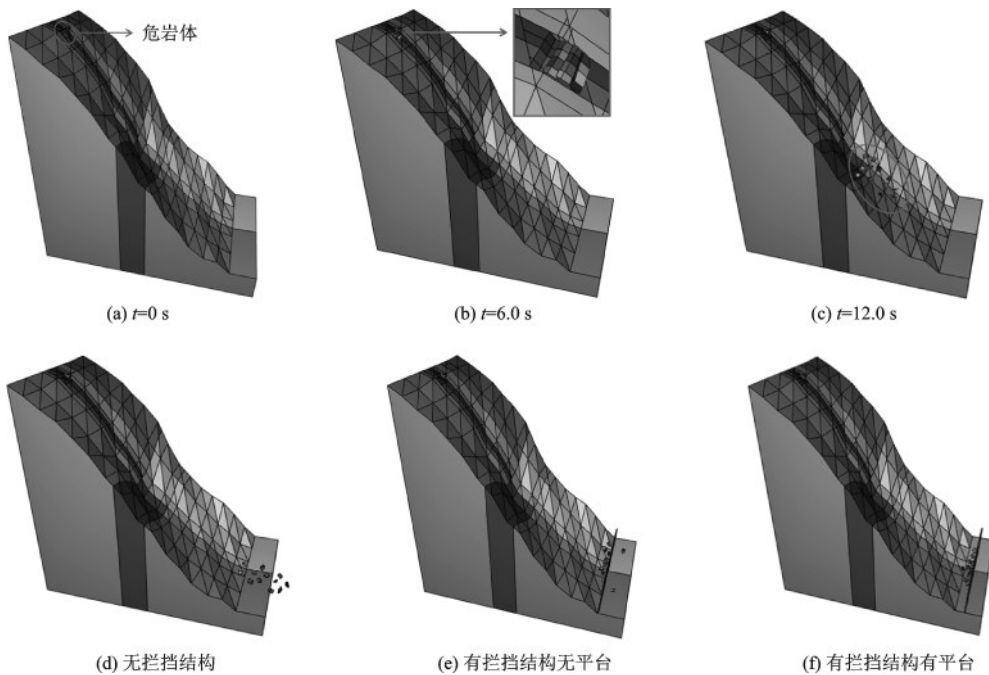 危岩体
(a) t=0 s
(b) t=6.0 s
(c) t=12.0 s
(d) 无拦挡结构
(e) 有拦挡结构无平台
(f) 有拦挡结构有平台